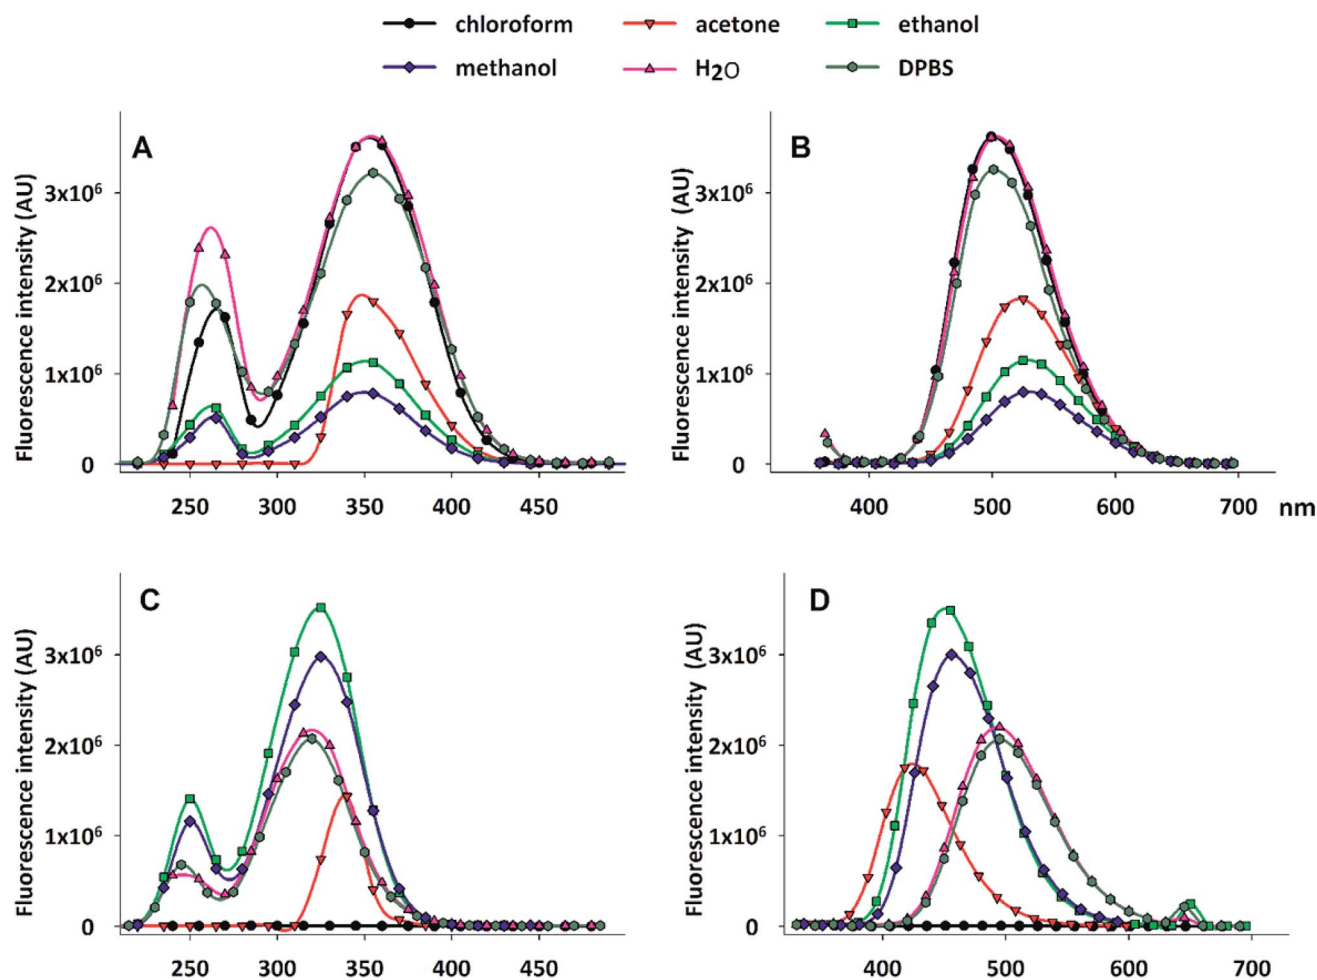 chloroform acetone ethanol
methanol H2O DPBS
A
B
Fluorescence intensity (AU)
3x10⁶
2x10⁶
1x10⁶
0
250 300 350 400 450
Fluorescence intensity (AU)
3x10⁶
2x10⁶
1x10⁶
0
400 500 600 700 nm
C
D
Fluorescence intensity (AU)
3x10⁶
2x10⁶
1x10⁶
0
250 300 350 400 450
Fluorescence intensity (AU)
3x10⁶
2x10⁶
1x10⁶
0
400 500 600 700